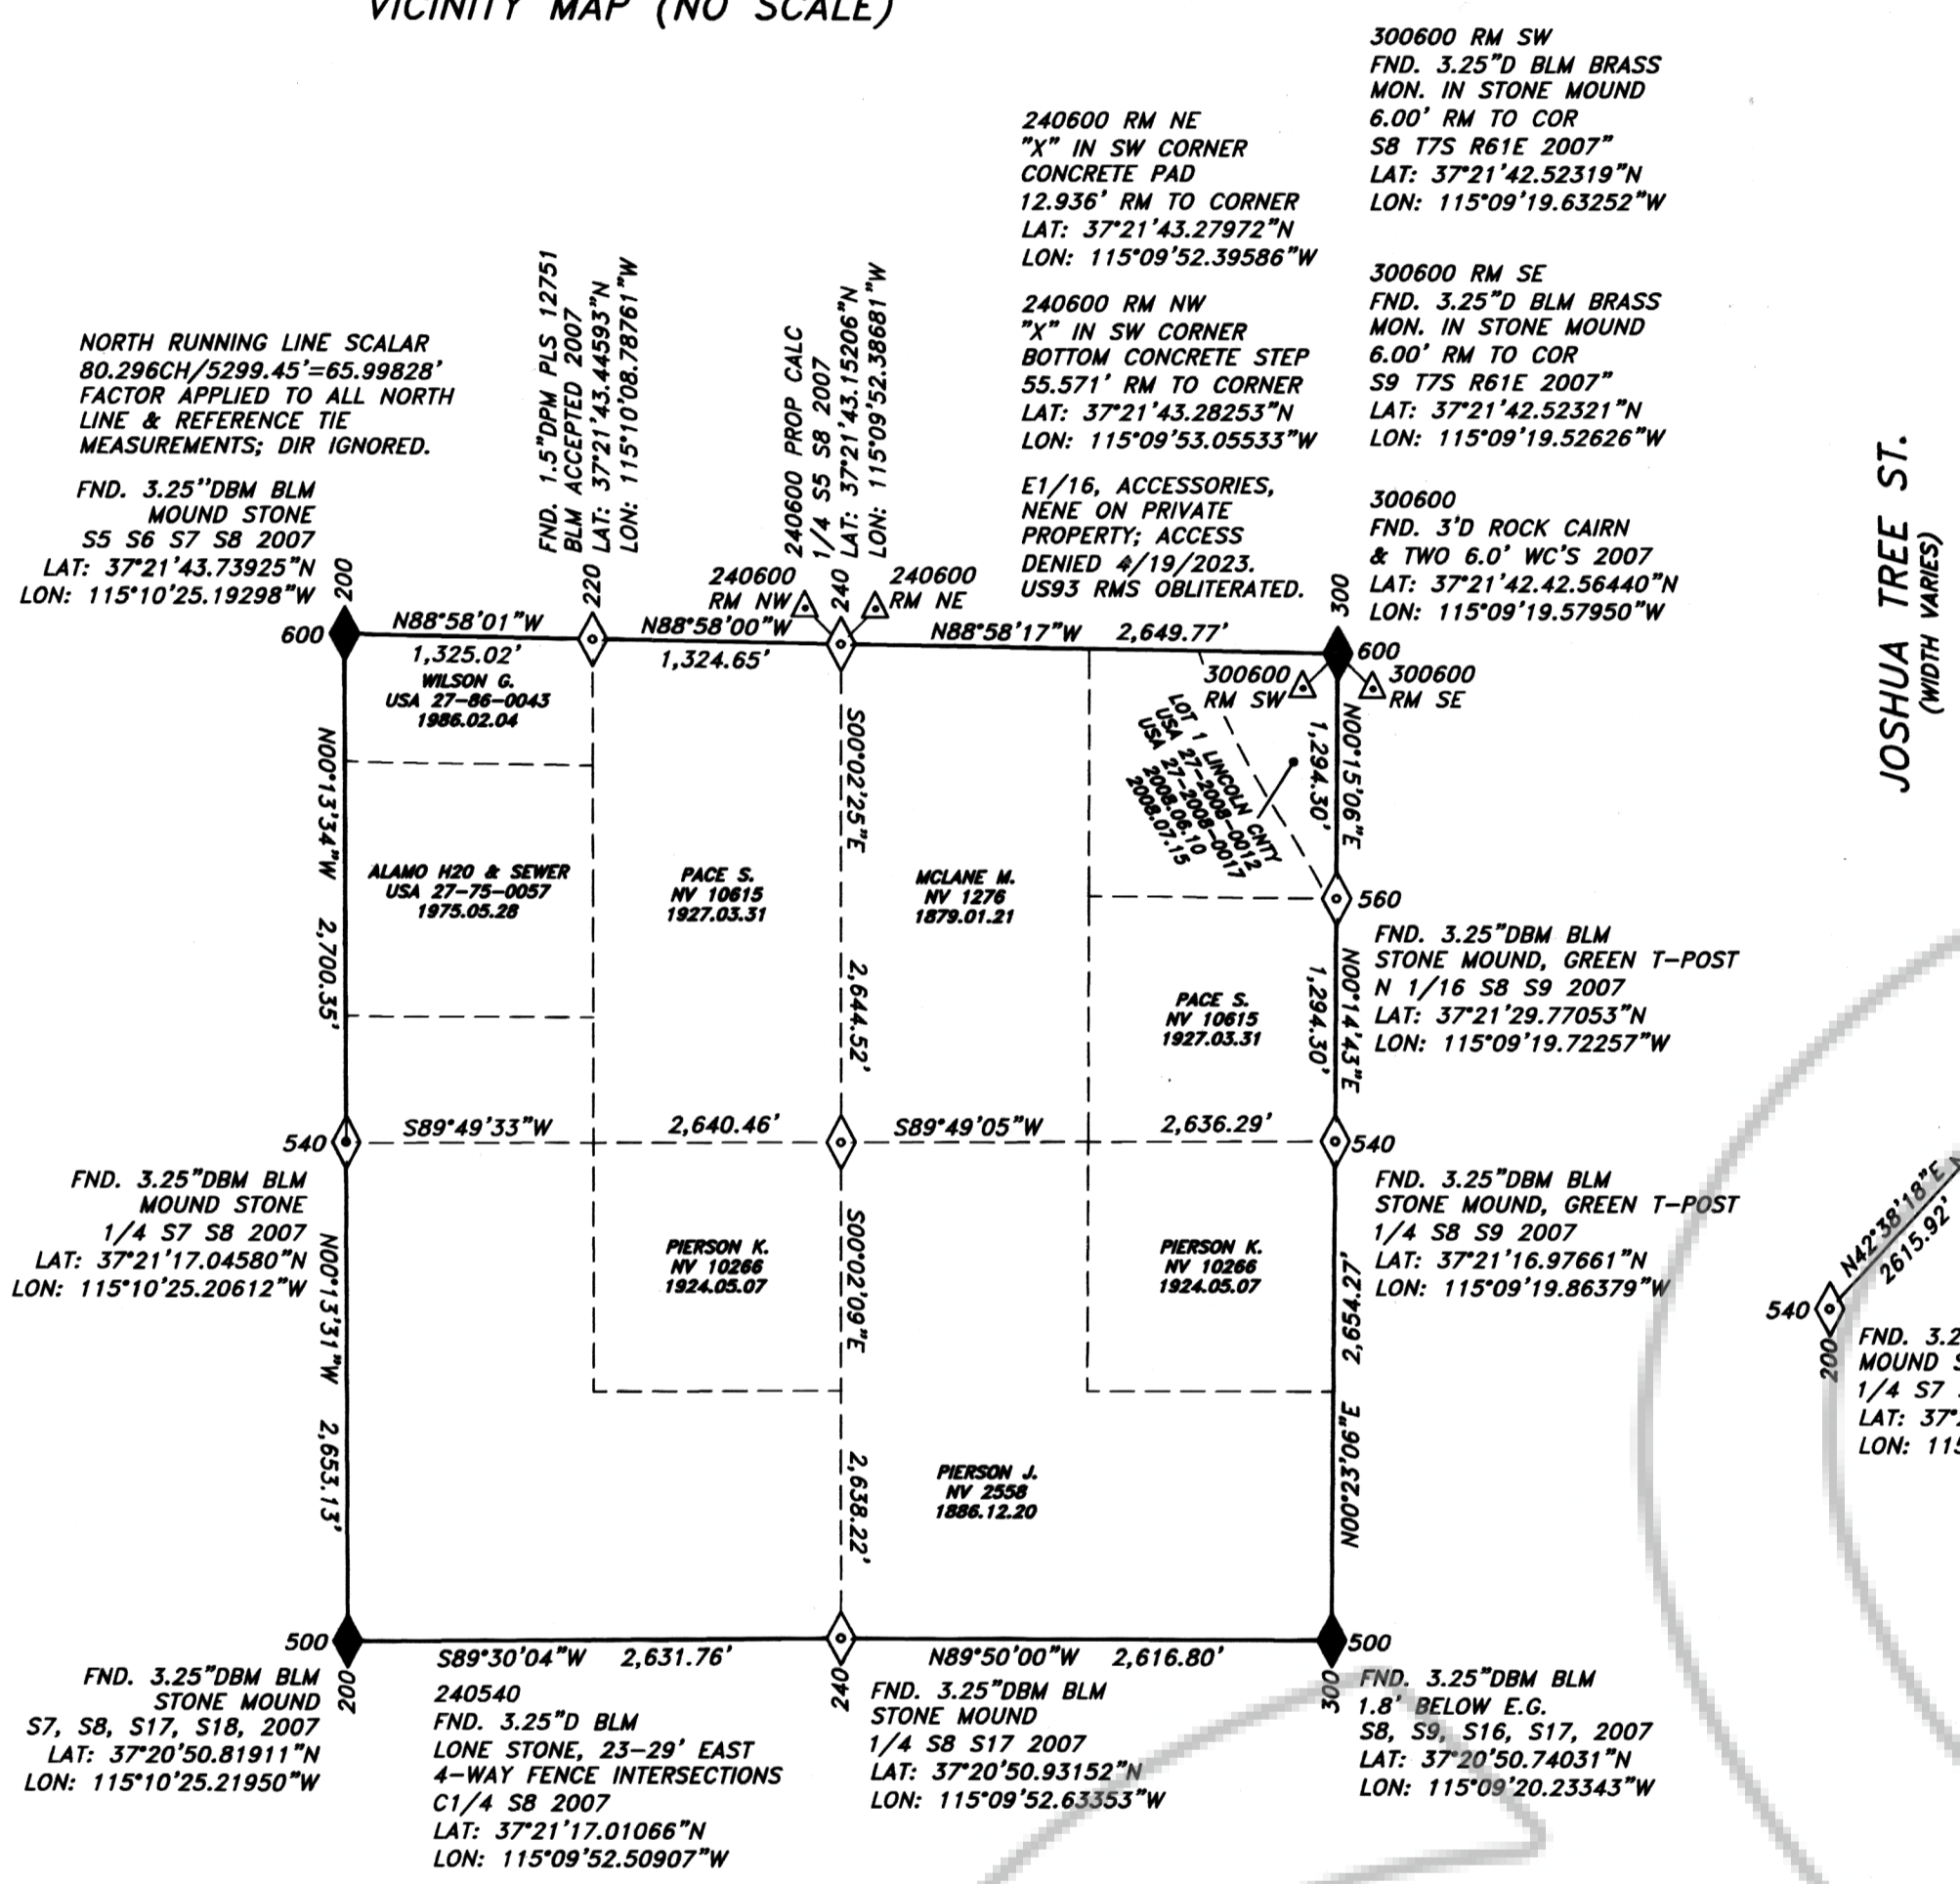 VICINITY MAP (NO SCALE)
300600 RM SW
FND. 3.25"D BLM BRASS
MON. IN STONE MOUND
6.00' RM TO COR
S8 T7S R61E 2007"
LAT: 37°21'42.52319"N
LON: 115°09'19.63252"W
240600 RM NE
"X" IN SW CORNER
CONCRETE PAD
12.936' RM TO CORNER
LAT: 37°21'43.27972"N
LON: 115°09'52.39586"W
300600 RM SE
FND. 3.25"D BLM BRASS
MON. IN STONE MOUND
6.00' RM TO COR
S9 T7S R61E 2007"
LAT: 37°21'42.52321"N
LON: 115°09'19.52626"W
240600 RM NW
"X" IN SW CORNER
BOTTOM CONCRETE STEP
55.571' RM TO CORNER
LAT: 37°21'43.28253"N
LON: 115°09'53.05533"W
NORTH RUNNING LINE SCALAR
80.296CH/5299.45'=65.99828'
FACTOR APPLIED TO ALL NORTH
LINE & REFERENCE TIE
MEASUREMENTS; DIR IGNORED.
FND. 3.25"DBM BLM
MOUND STONE
S5 S6 S7 S8 2007
LAT: 37°21'43.73925"N
LON: 115°10'25.19298"W
FND. 1.5"DPM PLS 12751
BLM ACCEPTED 2007
LAT: 37°21'43.44593"N
LON: 115°10'08.78761"W
240600 PROP CALC
1/4 S5 S8 2007
LAT: 37°21'43.15206"N
LON: 115°09'52.38681"W
E1/16, ACCESSORIES,
NENE ON PRIVATE
PROPERTY; ACCESS
DENIED 4/19/2023.
US93 RMS OBLITERATED.
300600
FND. 3'D ROCK CAIRN
& TWO 6.0' WC'S 2007
LAT: 37°21'42.42.56440"N
LON: 115°09'19.57950"W
JOSHUA TREE ST.
(WIDTH VARIES)
200
220
240
300
240600
RM NW
240600
RM NE
600
N88°58'01"W
1,325.02'
N88°58'00"W
1,324.65'
N88°58'17"W 2,649.77'
600
300600
RM SW
300600
RM SE
WILSON G.
USA 27-86-0043
1986.02.04
LOT 1 LINCOLN CNTY
USA 27-2008-0012
USA 27-2008-0017
2008.06.10
2008.07.15
N00°13'34"W 2,700.35'
S00°02'25"E 2,644.52'
N00°15'06"E
1,294.30'
ALAMO H20 & SEWER
USA 27-75-0057
1975.05.28
PACE S.
NV 10615
1927.03.31
MCLANE M.
NV 1276
1879.01.21
560
FND. 3.25"DBM BLM
STONE MOUND, GREEN T-POST
N 1/16 S8 S9 2007
LAT: 37°21'29.77053"N
LON: 115°09'19.72257"W
PACE S.
NV 10615
1927.03.31
N00°14'43"E
1,294.30'
540
S89°49'33"W 2,640.46'
S89°49'05"W 2,636.29'
540
FND. 3.25"DBM BLM
MOUND STONE
1/4 S7 S8 2007
LAT: 37°21'17.04580"N
LON: 115°10'25.20612"W
FND. 3.25"DBM BLM
STONE MOUND, GREEN T-POST
1/4 S8 S9 2007
LAT: 37°21'16.97661"N
LON: 115°09'19.86379"W
N00°13'31"W 2,653.13'
PIERSON K.
NV 10266
1924.05.07
S00°02'09"E 2,638.22'
PIERSON K.
NV 10266
1924.05.07
N00°23'06"E 2,654.27'
N42°38'18"E
2615.92'
540
200
FND. 3.2
MOUND S
1/4 S7
LAT: 37°
LON: 115
PIERSON J.
NV 2558
1886.12.20
500
S89°30'04"W 2,631.76'
N89°50'00"W 2,616.80'
500
200
240
300
FND. 3.25"DBM BLM
STONE MOUND
S7, S8, S17, S18, 2007
LAT: 37°20'50.81911"N
LON: 115°10'25.21950"W
240540
FND. 3.25"D BLM
LONE STONE, 23-29' EAST
4-WAY FENCE INTERSECTIONS
C1/4 S8 2007
LAT: 37°21'17.01066"N
LON: 115°09'52.50907"W
FND. 3.25"DBM BLM
STONE MOUND
1/4 S8 S17 2007
LAT: 37°20'50.93152"N
LON: 115°09'52.63353"W
FND. 3.25"DBM BLM
1.8' BELOW E.G.
S8, S9, S16, S17, 2007
LAT: 37°20'50.74031"N
LON: 115°09'20.23343"W